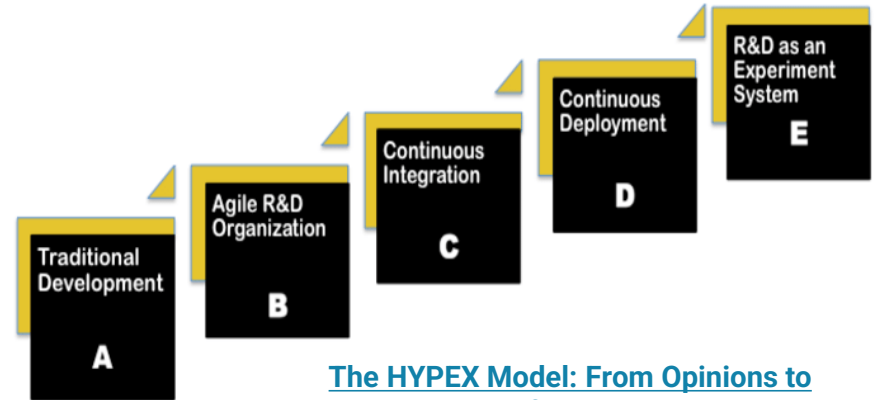 Traditional
Development
A
Agile R&D
Organization
B
Continuous
Integration
C
Continuous
Deployment
D
R&D as an
Experiment
System
E
The HYPEX Model: From Opinions to